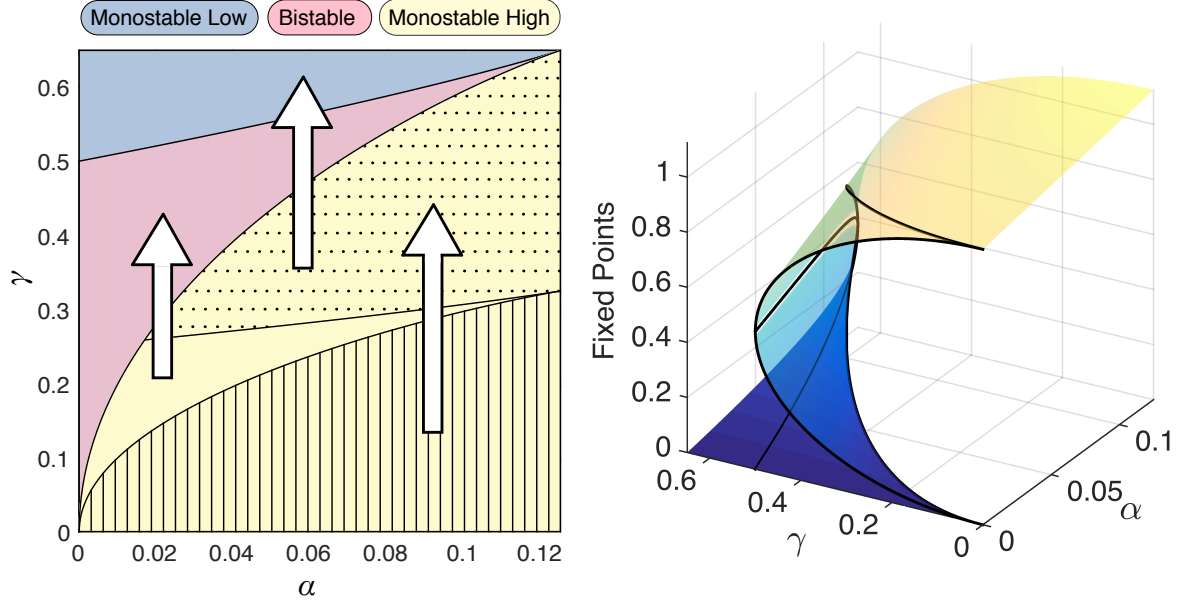 Monostable Low Bistable Monostable High
0.6
0.5
0.4
0.3
0.2
0.1
0
γ
0 0.02 0.04 0.06 0.08 0.1 0.12
α
Fixed Points
1
0.8
0.6
0.4
0.2
0
0.6 0.4 0.2 0
γ
0 0.05 0.1
α